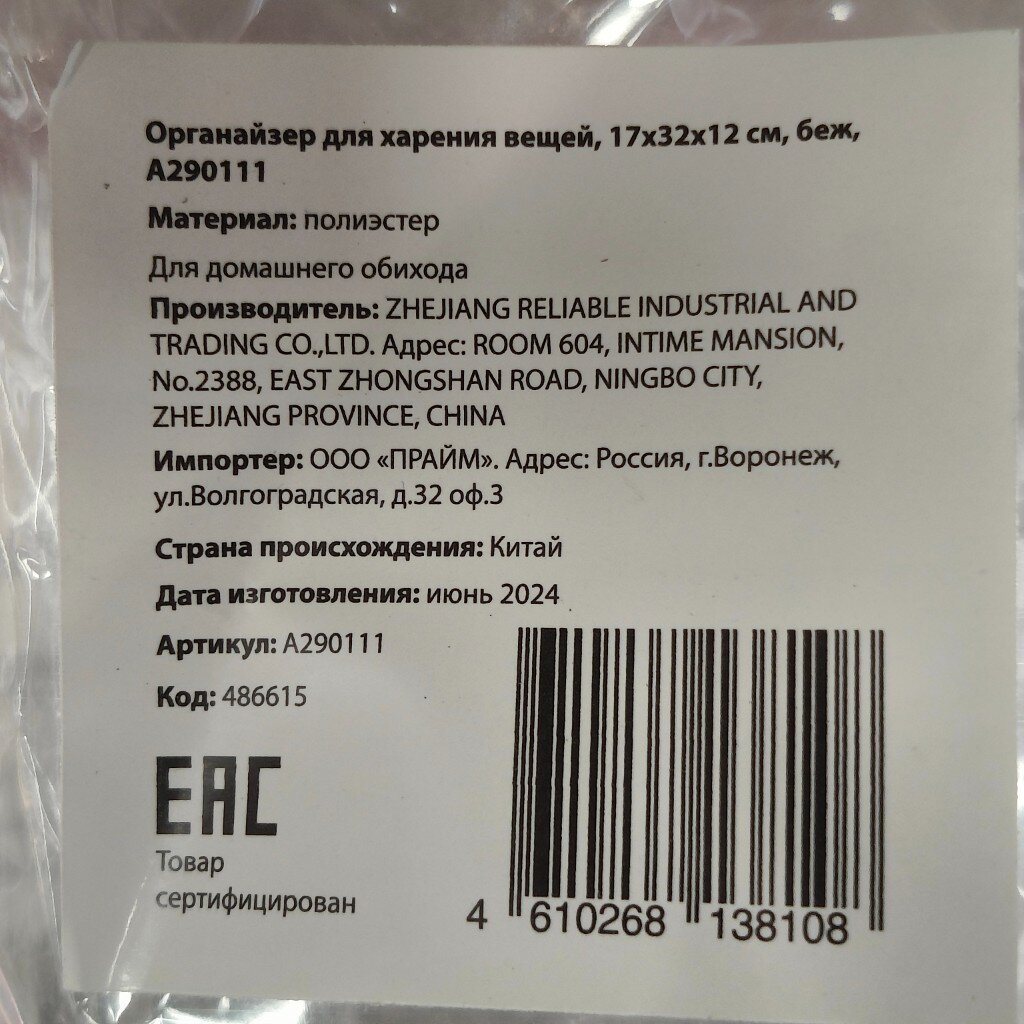 Органайзер для харения вещей, 17х32х12 см, беж,
А290111
Материал: полиэстер
Для домашнего обихода
Производитель: ZHEJIANG RELIABLE INDUSTRIAL AND
TRADING CO.,LTD. Адрес: ROOM 604, INTIME MANSION,
No.2388, EAST ZHONGSHAN ROAD, NINGBO CITY,
ZHEJIANG PROVINCE, CHINA
Импортер: ООО «ПРАЙМ». Адрес: Россия, г.Воронеж,
ул.Волгоградская, д.32 оф.3
Страна происхождения: Китай
Дата изготовления: июнь 2024
Артикул: А290111
Код: 486615
EAC
Товар
сертифицирован
4 610268 138108